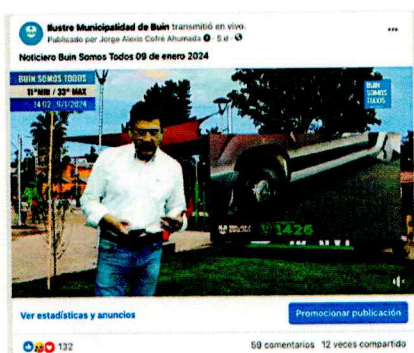 Ilustre Municipalidad de Buin transmitió en vivo.
Publicado por Jorge Alexis Cofré Ahumada · 5 d ·
Noticiero Buin Somos Todos 09 de enero 2024
BUIN SOMOS TODOS
11°MIN / 33° MAX
14:02 9/1/2024
BUIN
SOMOS
TODOS
1426
Ver estadísticas y anuncios
Promocionar publicación
132
59 comentarios 12 veces compartido